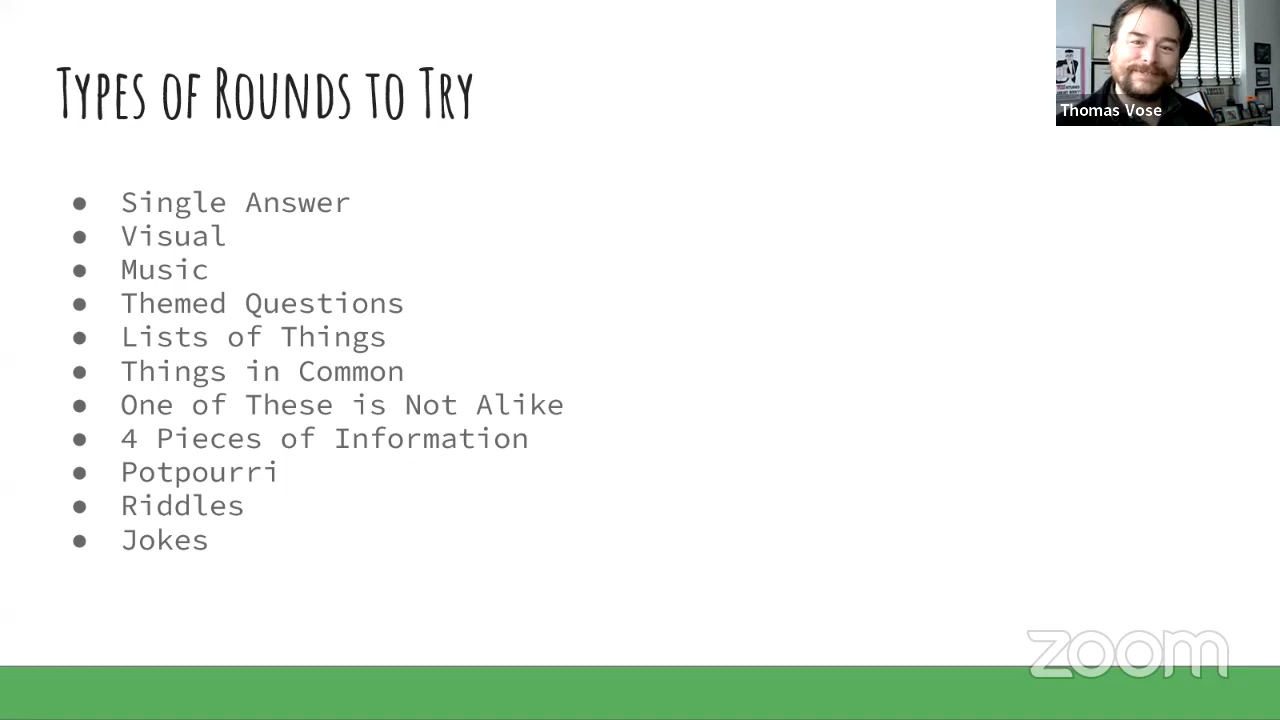 Types of Rounds to Try
Thomas Vose
● Single Answer
● Visual
● Music
● Themed Questions
● Lists of Things
● Things in Common
● One of These is Not Alike
● 4 Pieces of Information
● Potpourri
● Riddles
● Jokes
zoom